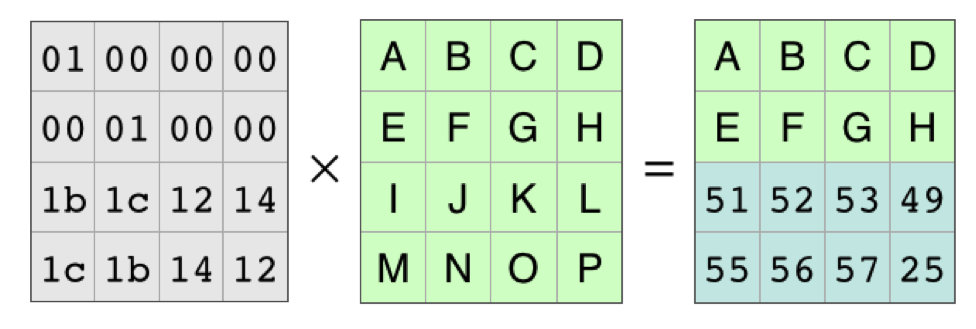 01 00 00 00 A B C D A B C D
00 01 00 00 E F G H E F G H
× =
1b 1c 12 14 I J K L 51 52 53 49
1c 1b 14 12 M N O P 55 56 57 25